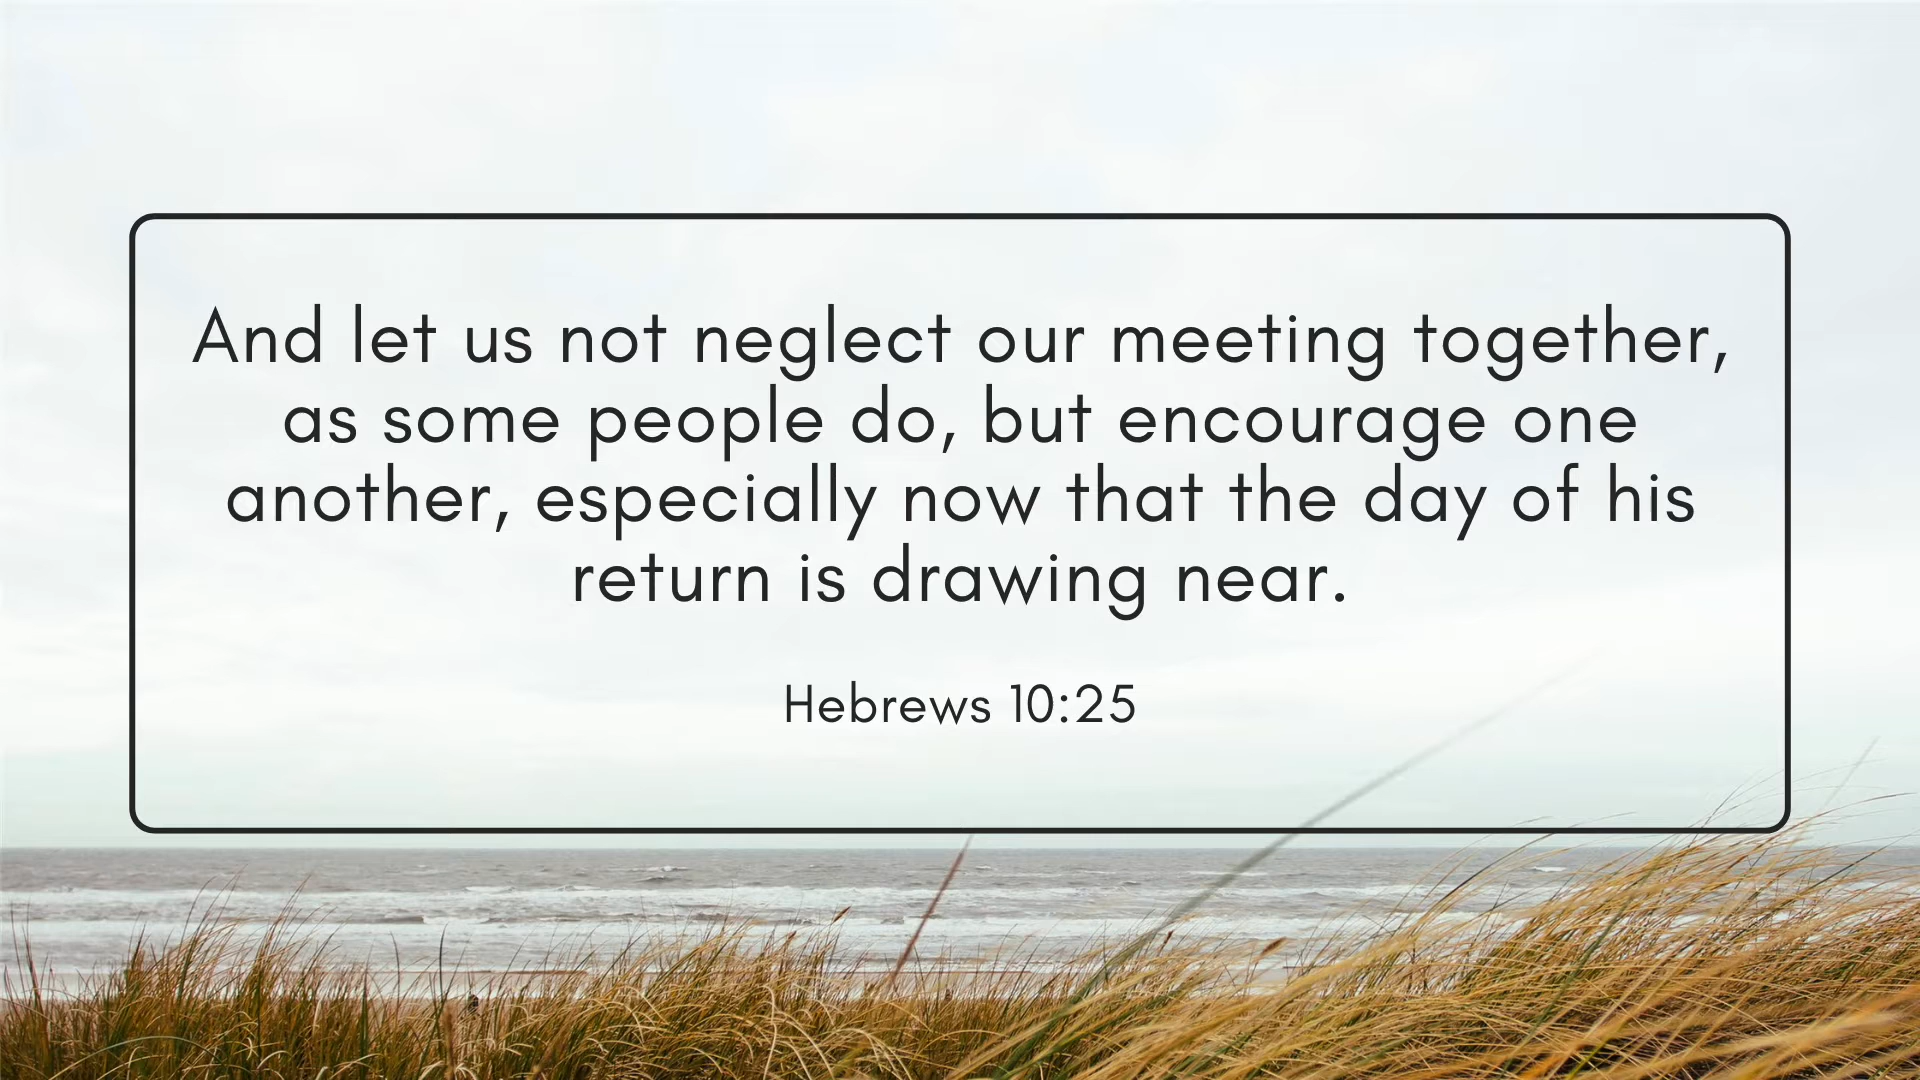 And let us not neglect our meeting together,
as some people do, but encourage one
another, especially now that the day of his
return is drawing near.
Hebrews 10:25